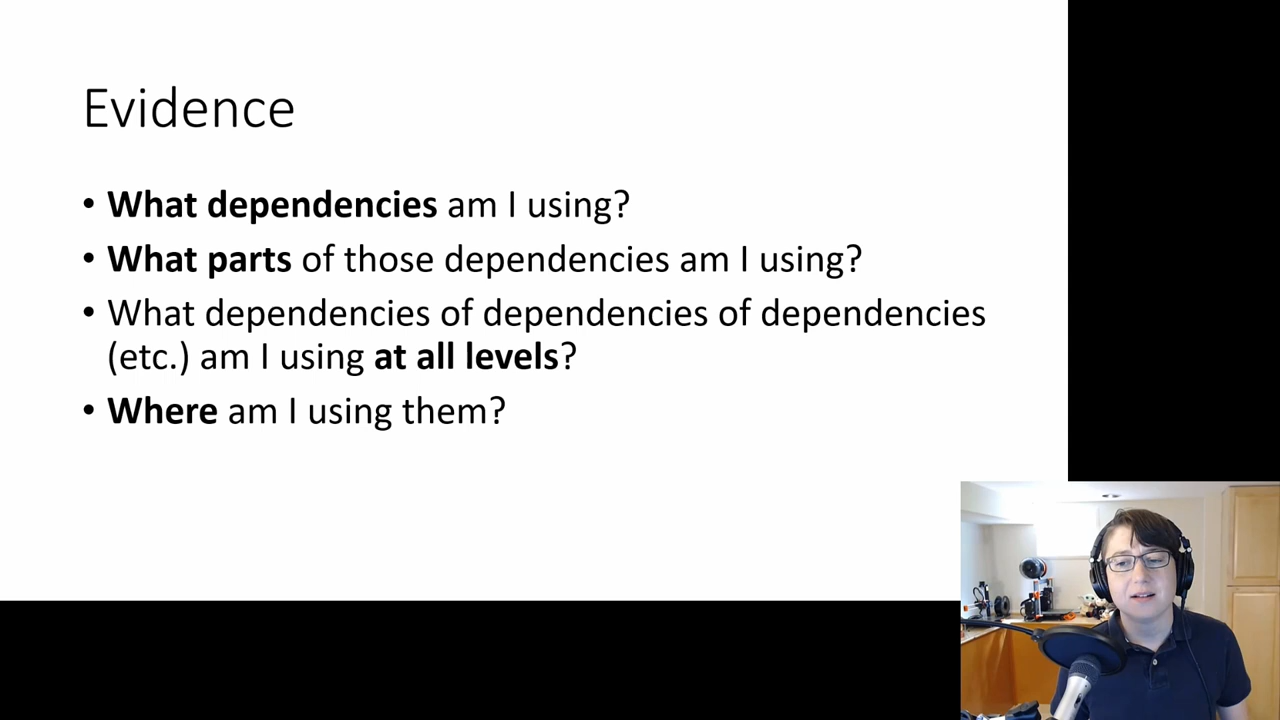 Evidence
• What dependencies am I using?
• What parts of those dependencies am I using?
• What dependencies of dependencies of dependencies
(etc.) am I using at all levels?
• Where am I using them?